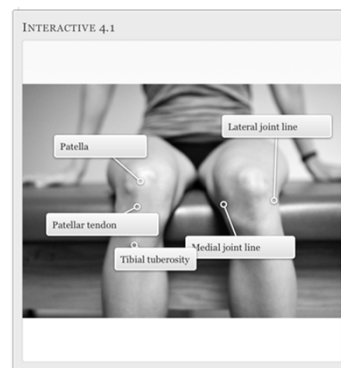 INTERACTIVE 4.1
Lateral joint line
Patella
Patellar tendon
Medial joint line
Tibial tuberosity